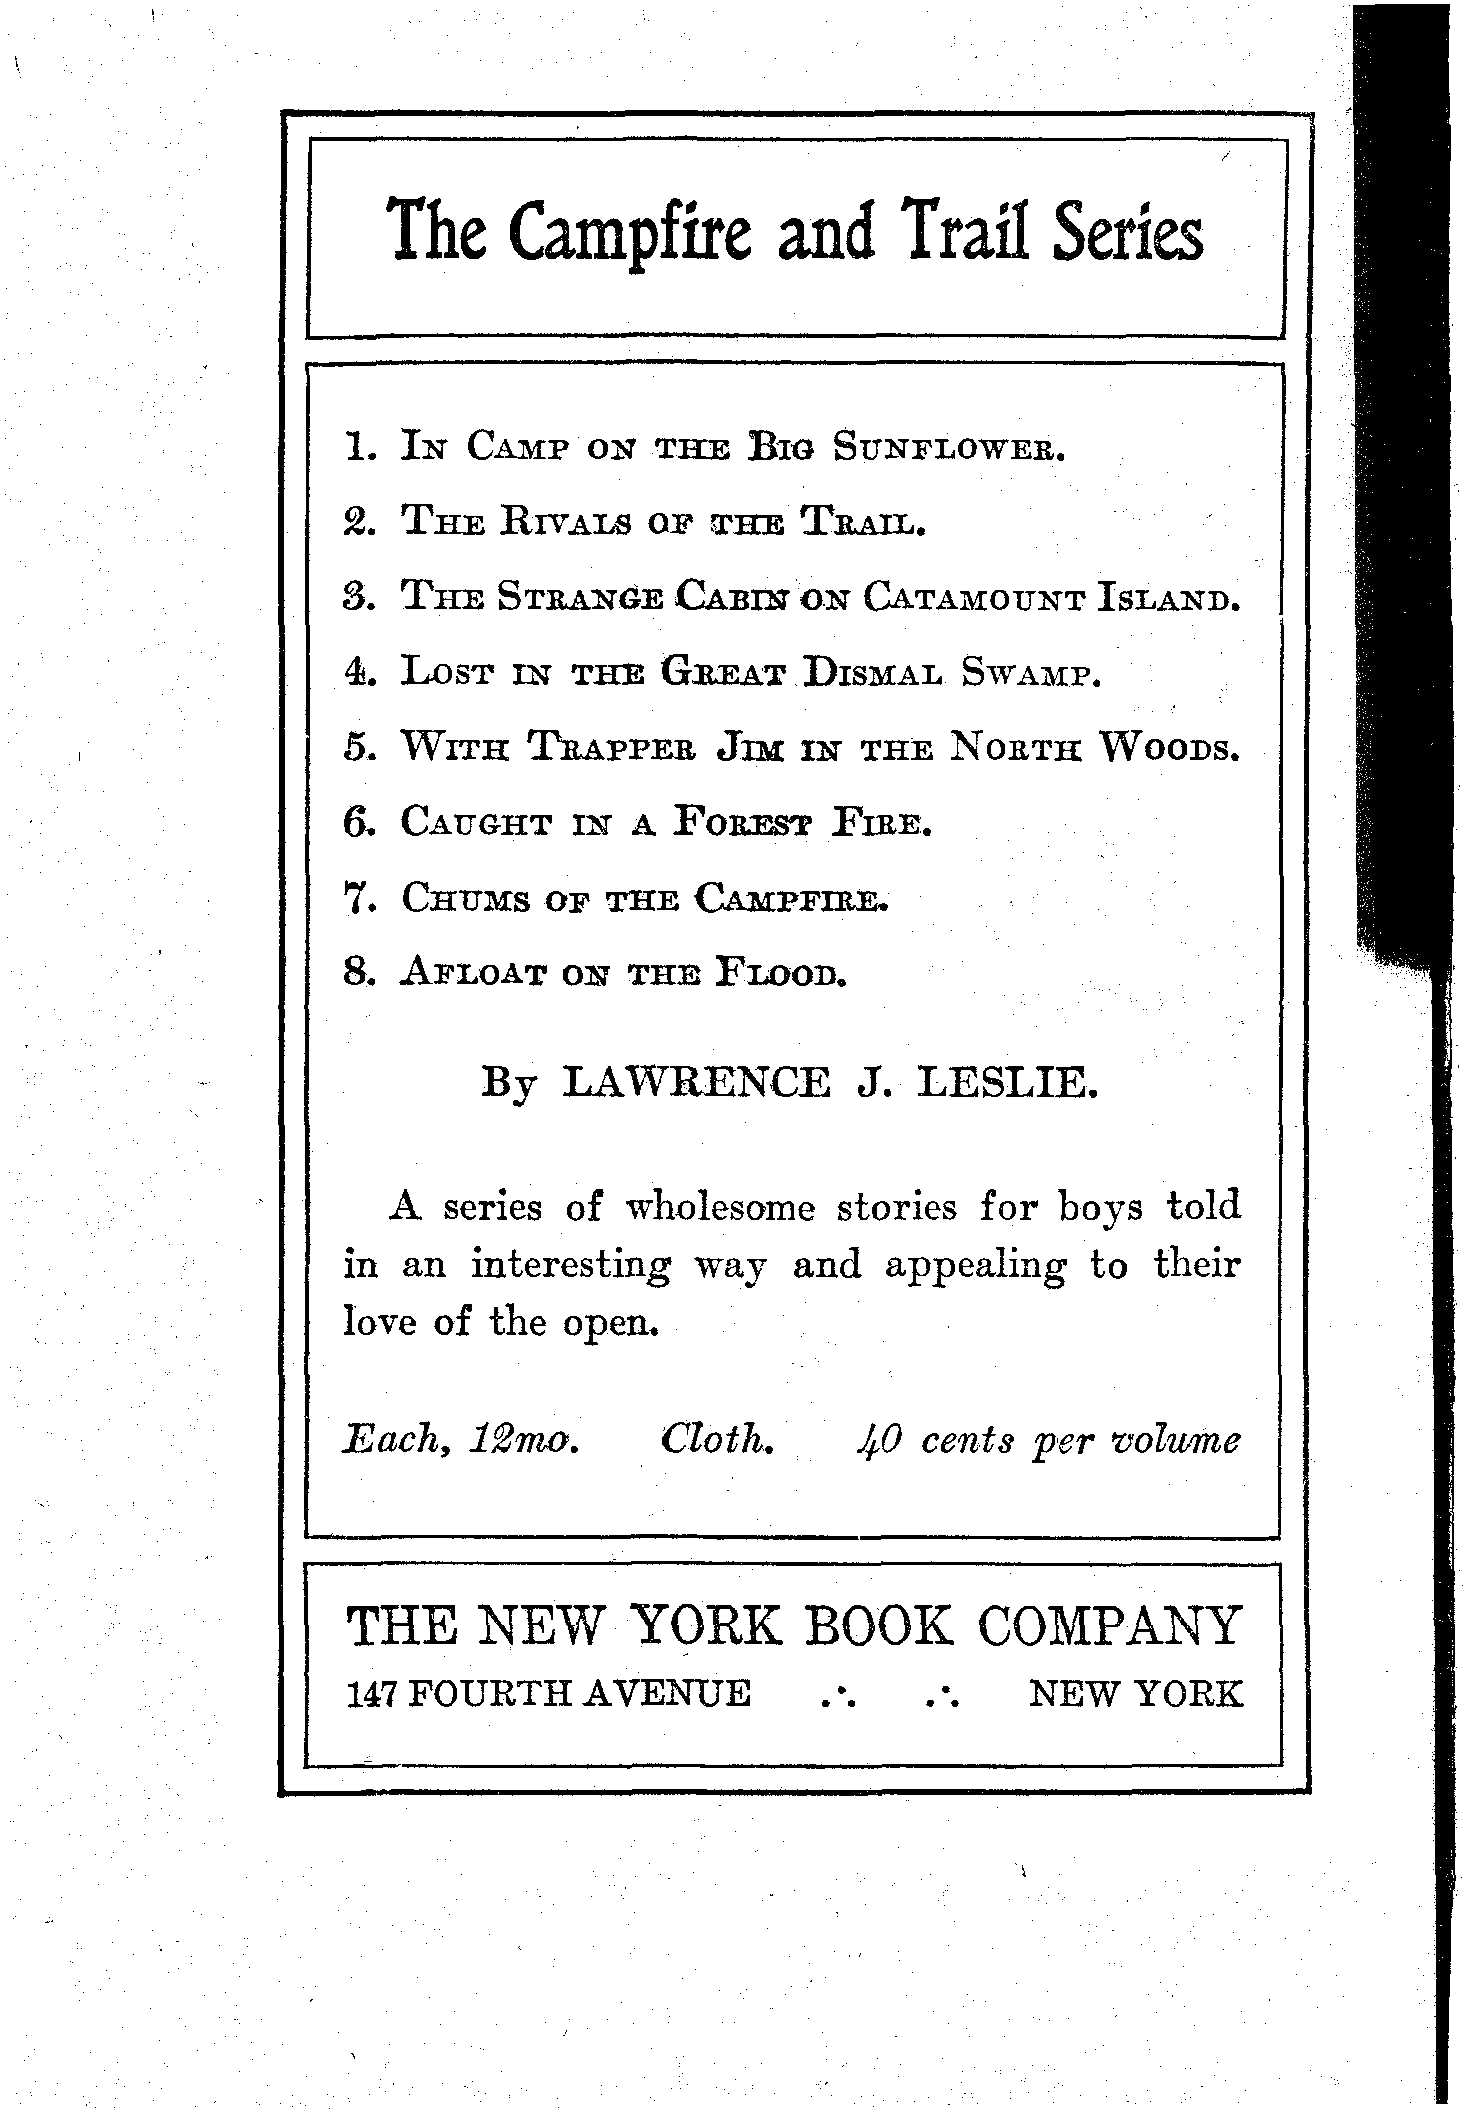 The Campfire and Trail Series
1. In Camp on the Big Sunflower.
2. The Rivals of the Trail.
3. The Strange Cabin on Catamount Island.
4. Lost in the Great Dismal Swamp.
5. With Trapper Jim in the North Woods.
6. Caught in a Forest Fire.
7. Chums of the Campfire.
8. Afloat on the Flood.
By LAWRENCE J. LESLIE.
A series of wholesome stories for boys told
in an interesting way and appealing to their
love of the open.
Each, 12mo. Cloth. 40 cents per volume
THE NEW YORK BOOK COMPANY
147 FOURTH AVENUE ∴ ∴ NEW YORK